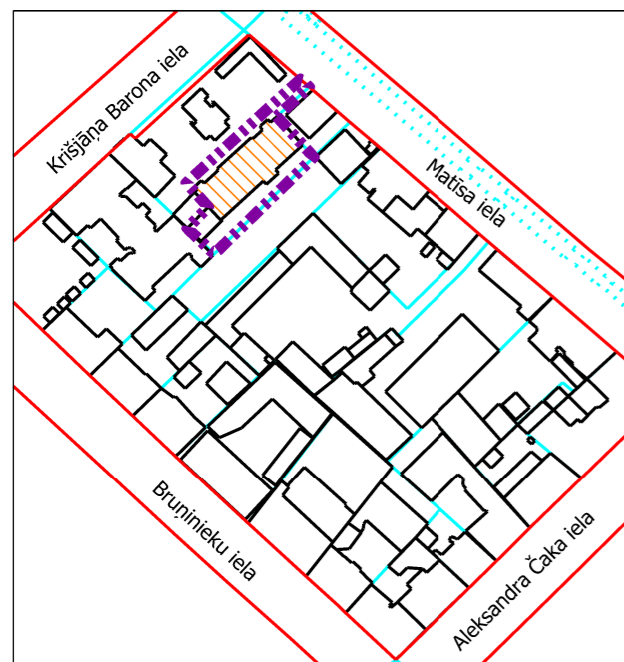 Krišjāņa Barona iela
Matīsa iela
Bruņinieku iela
Aleksandra Čaka iela